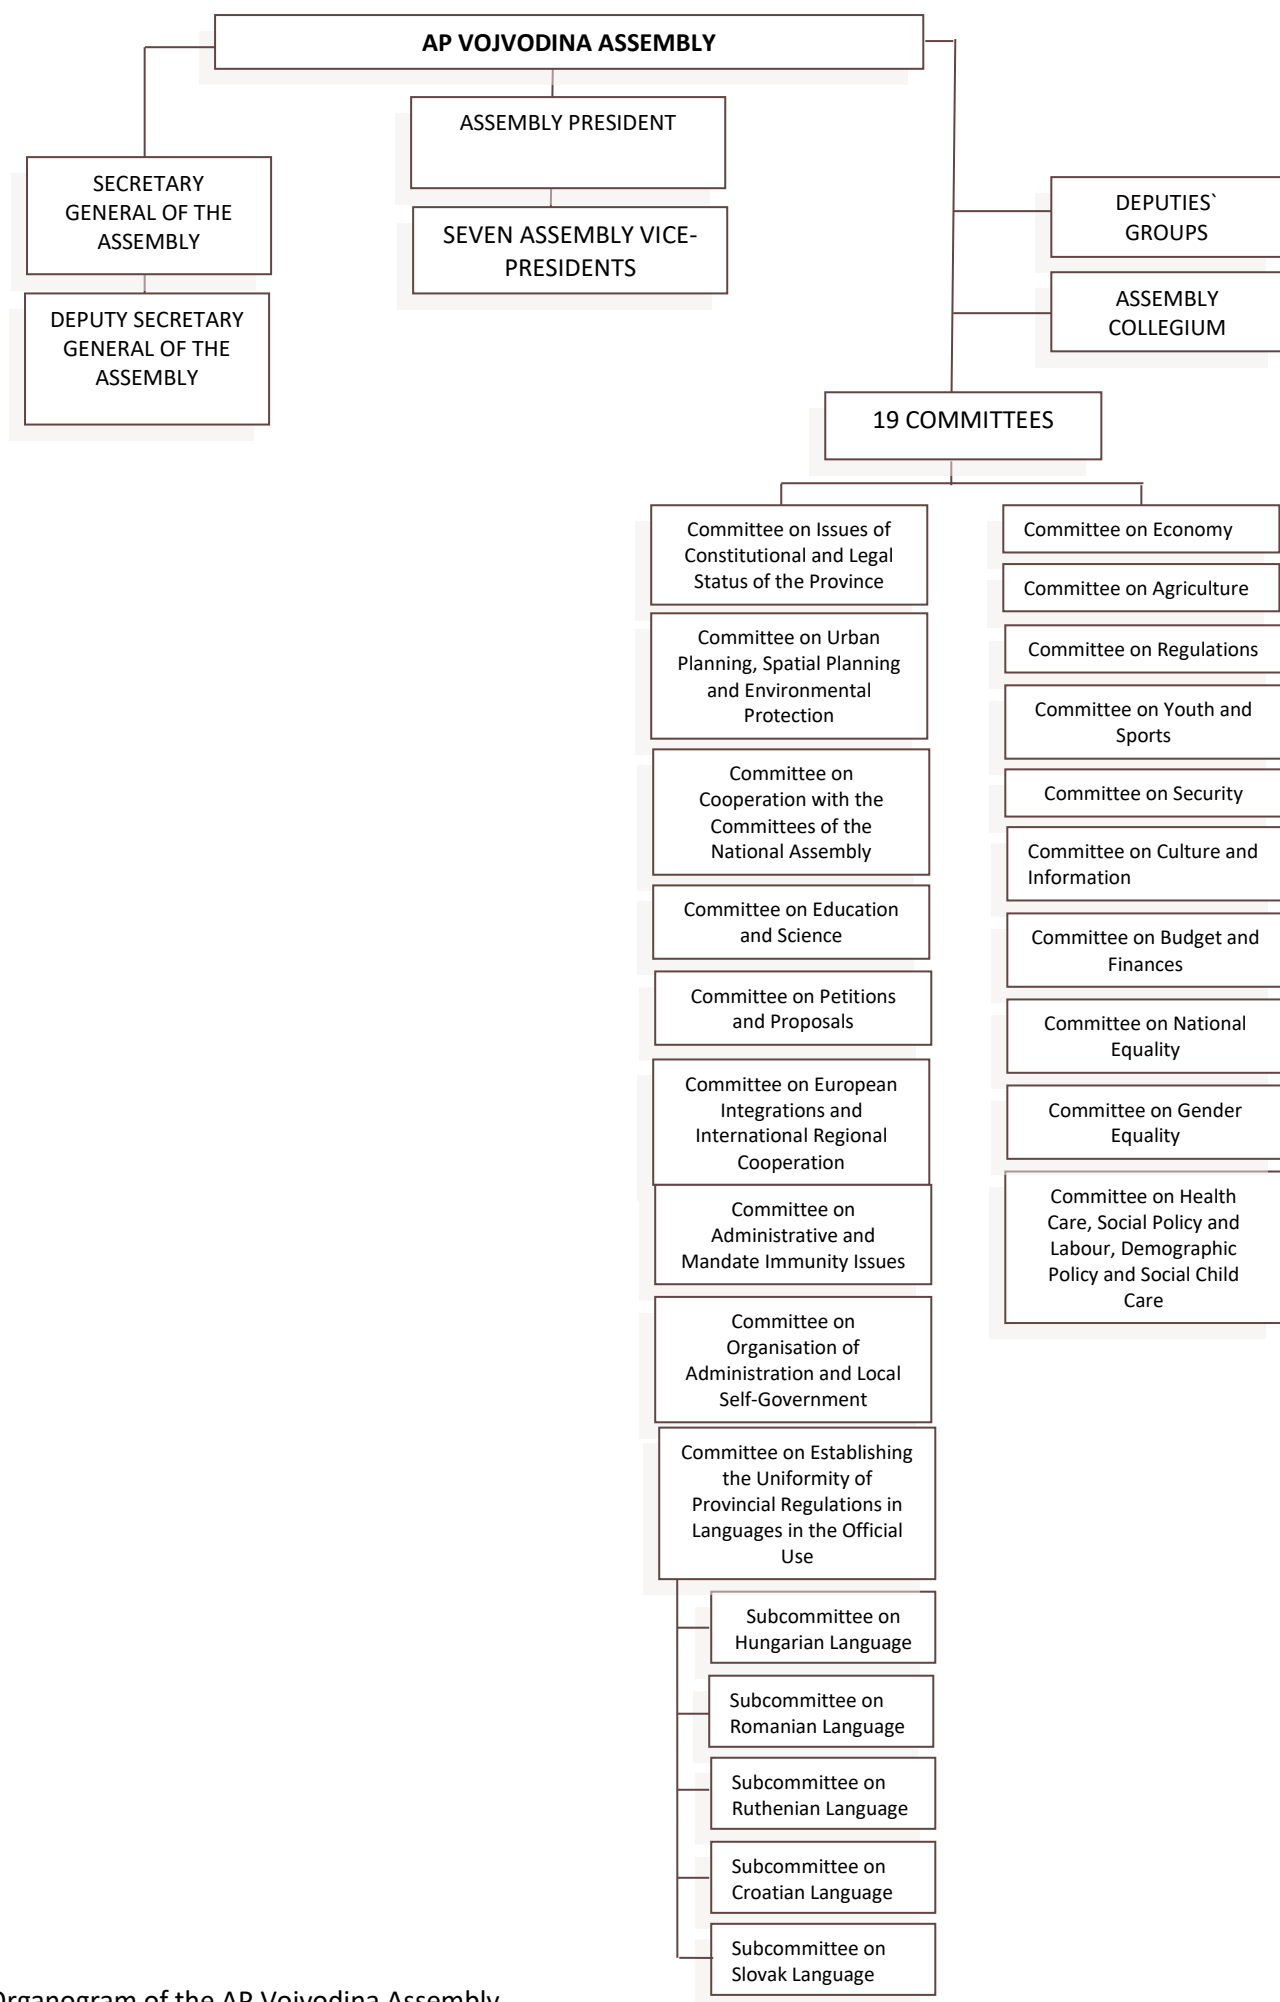 AP VOJVODINA ASSEMBLY
ASSEMBLY PRESIDENT
SEVEN ASSEMBLY VICE-
PRESIDENTS
SECRETARY
GENERAL OF THE
ASSEMBLY
DEPUTY SECRETARY
GENERAL OF THE
ASSEMBLY
DEPUTIES`
GROUPS
ASSEMBLY
COLLEGIUM
19 COMMITTEES
Committee on Issues of
Constitutional and Legal
Status of the Province
Committee on Urban
Planning, Spatial Planning
and Environmental
Protection
Committee on
Cooperation with the
Committees of the
National Assembly
Committee on Education
and Science
Committee on Petitions
and Proposals
Committee on European
Integrations and
International Regional
Cooperation
Committee on
Administrative and
Mandate Immunity Issues
Committee on
Organisation of
Administration and Local
Self-Government
Committee on Establishing
the Uniformity of
Provincial Regulations in
Languages in the Official
Use
Subcommittee on
Hungarian Language
Subcommittee on
Romanian Language
Subcommittee on
Ruthenian Language
Subcommittee on
Croatian Language
Subcommittee on
Slovak Language
Committee on Economy
Committee on Agriculture
Committee on Regulations
Committee on Youth and
Sports
Committee on Security
Committee on Culture and
Information
Committee on Budget and
Finances
Committee on National
Equality
Committee on Gender
Equality
Committee on Health
Care, Social Policy and
Labour, Demographic
Policy and Social Child
Care
Organogram of the AP Vojvodina Assembly